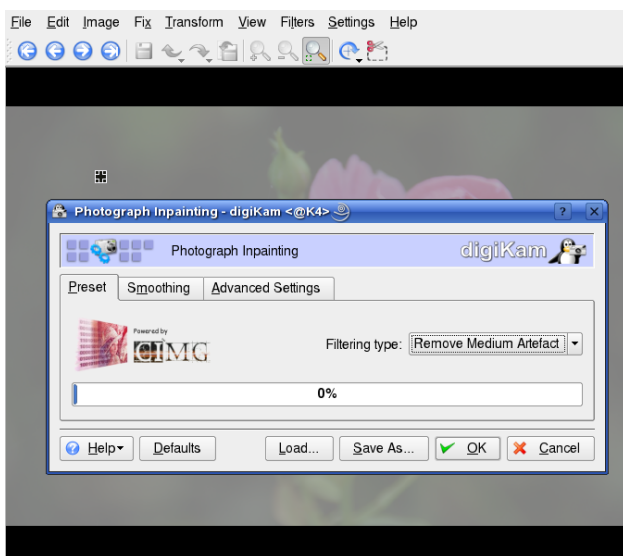 File Edit Image Fix Transform View Filters Settings Help
Photograph Inpainting - digiKam <@K4>
Photograph Inpainting
digiKam
Preset Smoothing Advanced Settings
Powered by
CIMG
Filtering type: Remove Medium Artefact
0%
Help Defaults Load... Save As... OK Cancel